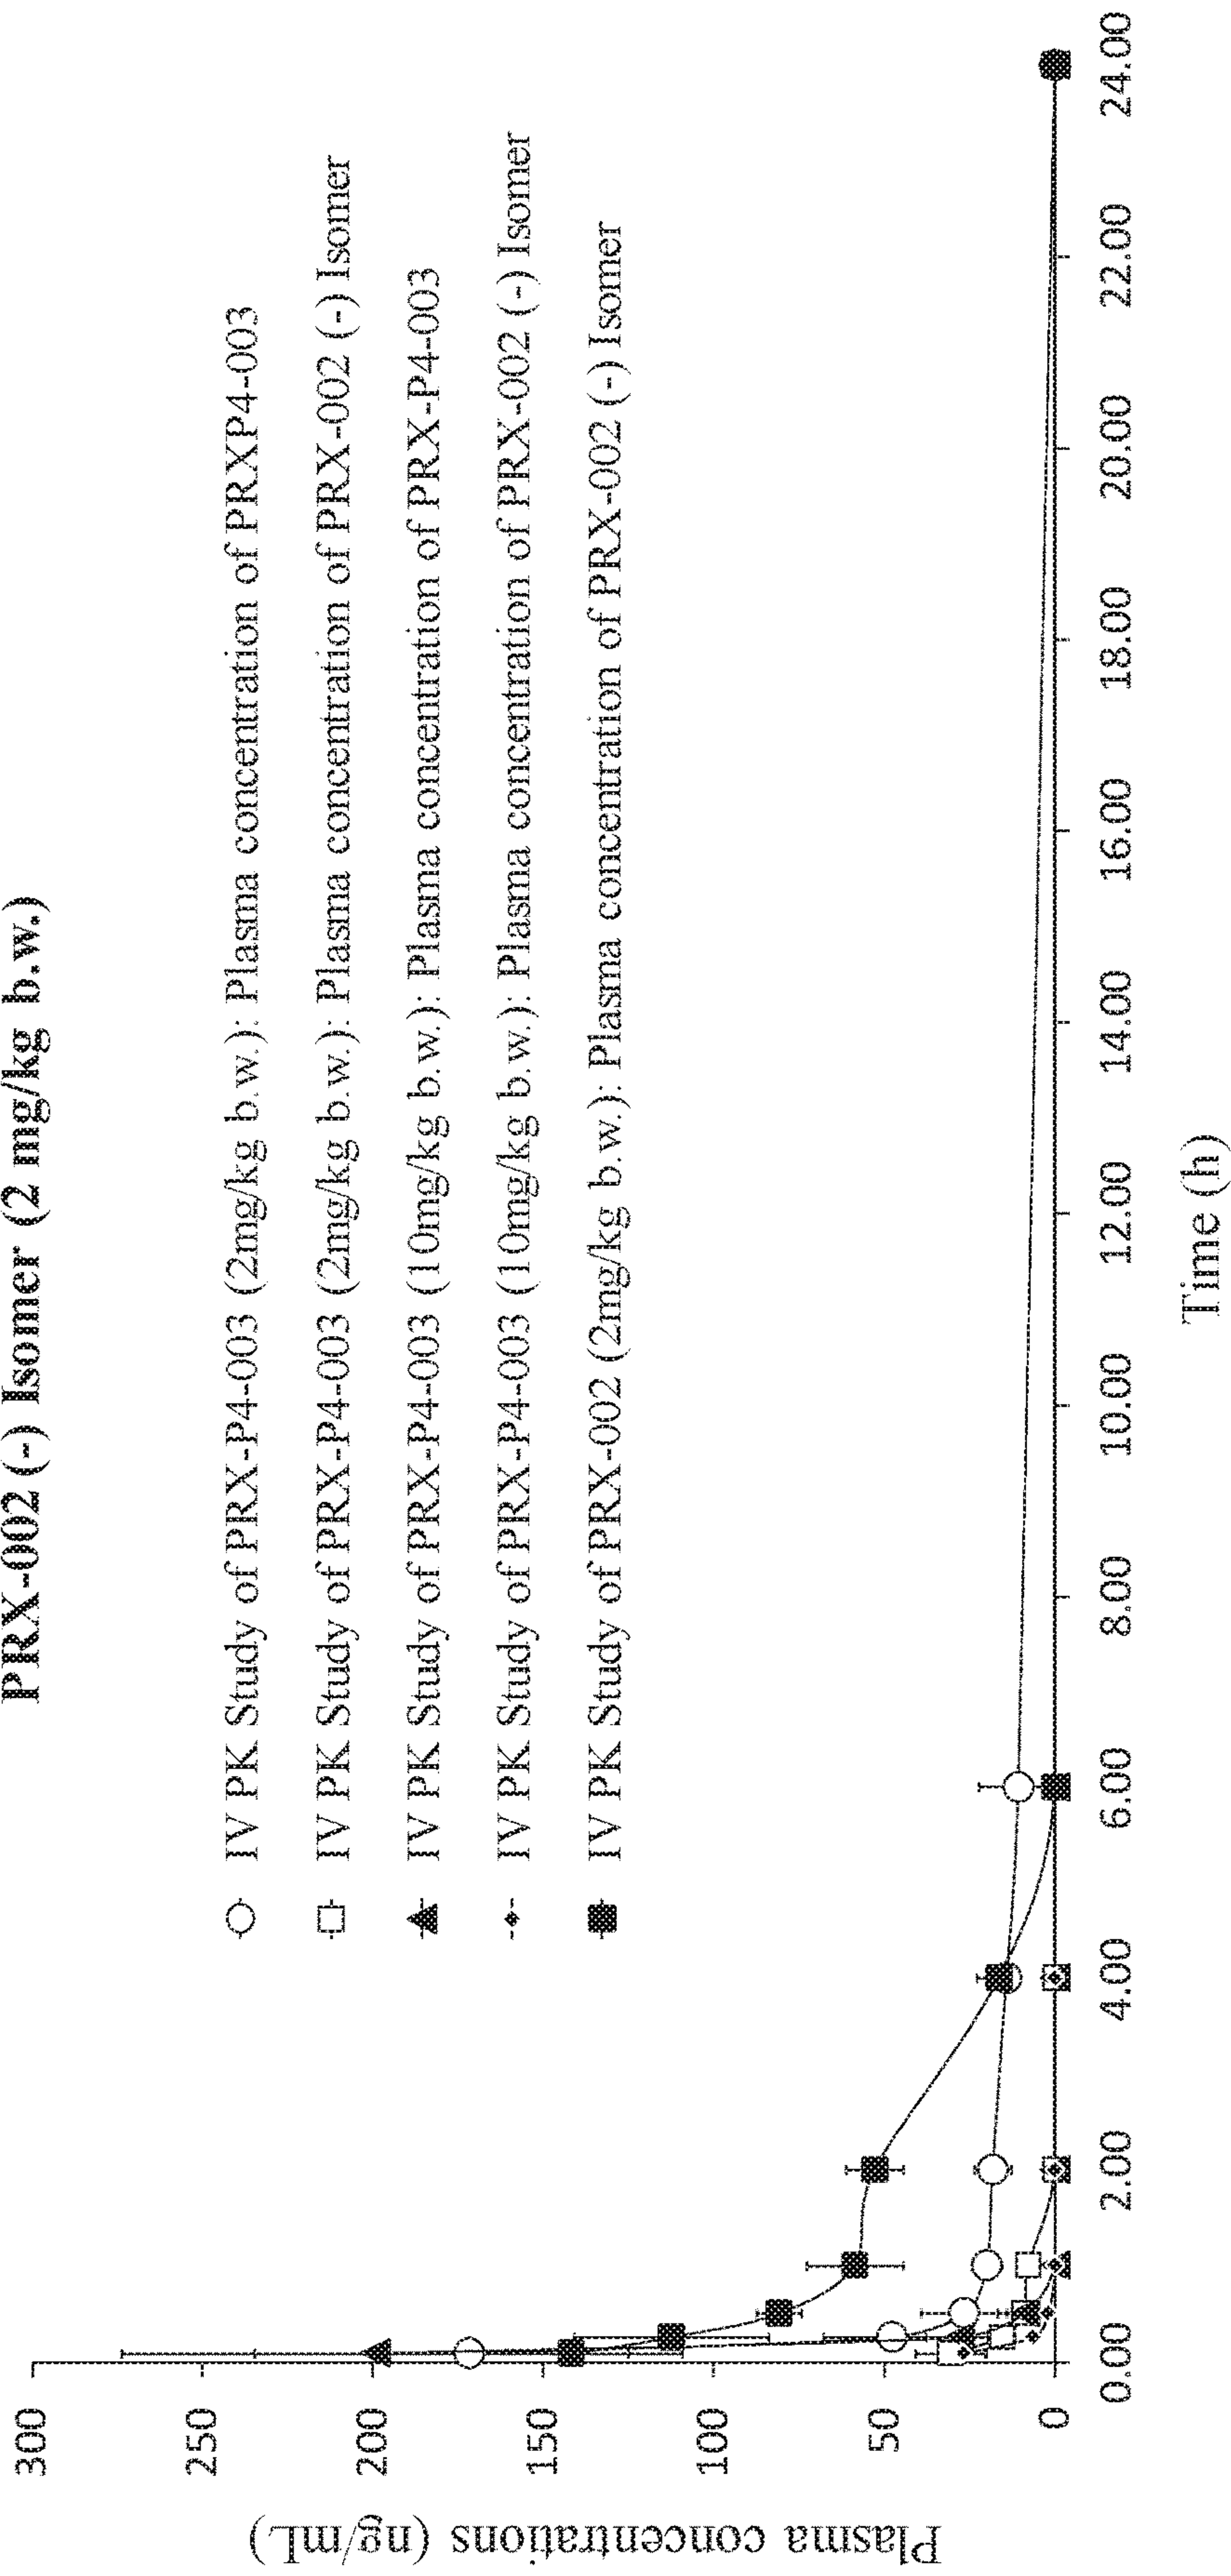 PRX-002 (-) Isomer (2 mg/kg b.w.)
IV PK Study of PRX-P4-003 (2mg/kg b.w.): Plasma concentration of PRXP4-003
IV PK Study of PRX-P4-003 (2mg/kg b.w.): Plasma concentration of PRX-002 (-) Isomer
IV PK Study of PRX-P4-003 (10mg/kg b.w.): Plasma concentration of PRX-P4-003
IV PK Study of PRX-P4-003 (10mg/kg b.w.): Plasma concentration of PRX-002 (-) Isomer
IV PK Study of PRX-002 (2mg/kg b.w.): Plasma concentration of PRX-002 (-) Isomer
Plasma concentrations (ng/mL)
300
250
200
150
100
50
0
0.00 2.00 4.00 6.00 8.00 10.00 12.00 14.00 16.00 18.00 20.00 22.00 24.00
Time (h)